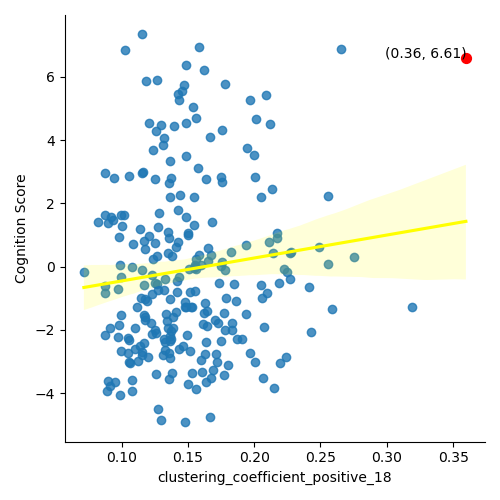 (0.36, 6.61)
6
4
2
0
−2
−4
Cognition Score
0.10 0.15 0.20 0.25 0.30 0.35
clustering_coefficient_positive_18